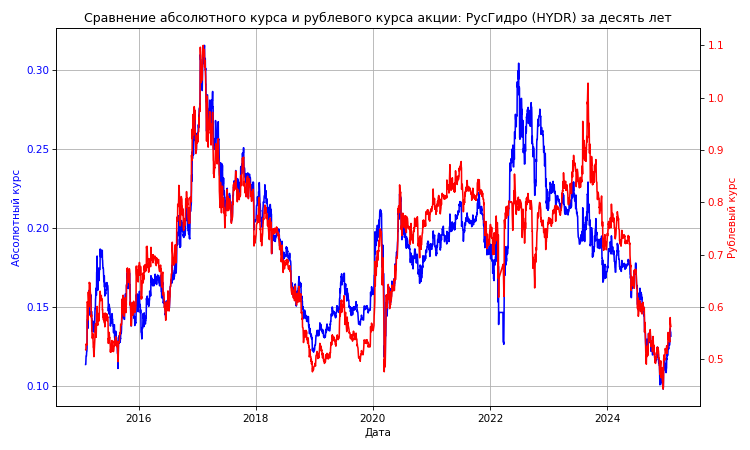 Сравнение абсолютного курса и рублевого курса акции: РусГидро (HYDR) за десять лет
0.30
0.25
0.20
0.15
0.10
Абсолютный курс
1.1
1.0
0.9
0.8
0.7
0.6
0.5
Рублевый курс
2016 2018 2020 2022 2024
Дата